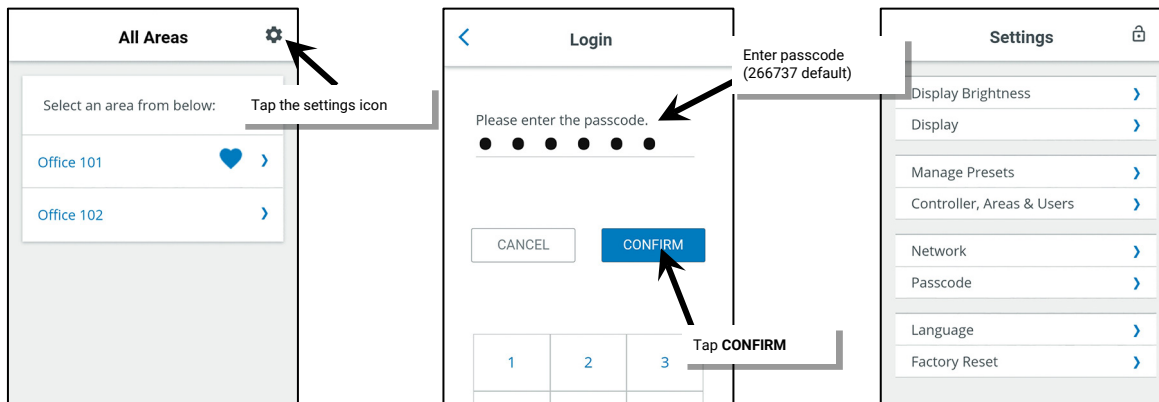 All Areas
Select an area from below:
Tap the settings icon
Office 101
Office 102
Login
Enter passcode
(266737 default)
Please enter the passcode.
CANCEL
CONFIRM
Tap CONFIRM
1
2
3
Settings
Display Brightness
Display
Manage Presets
Controller, Areas & Users
Network
Passcode
Language
Factory Reset